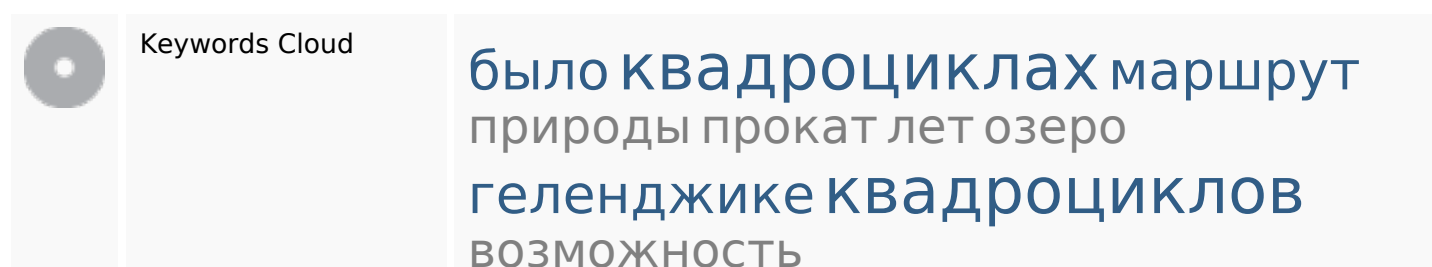 Keywords Cloud
было квадроциклах маршрут
природы прокат лет озеро
геленджике квадроциклов
возможность